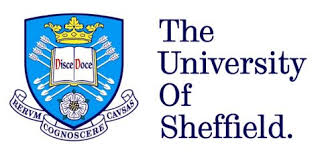 Disce Doce
RERVM
COGNOSCERE
CAVSAS
The
University
Of
Sheffield.